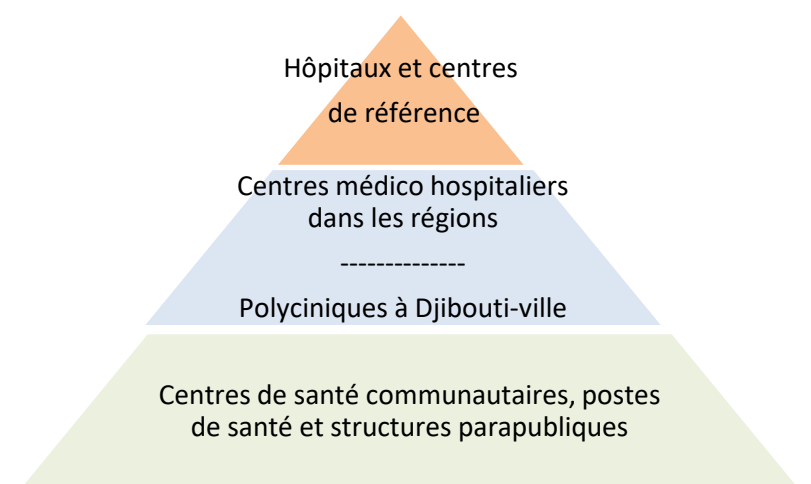 Hôpitaux et centres
de référence
Centres médico hospitaliers
dans les régions
--------------
Polyciniques à Djibouti-ville
Centres de santé communautaires, postes
de santé et structures parapubliques